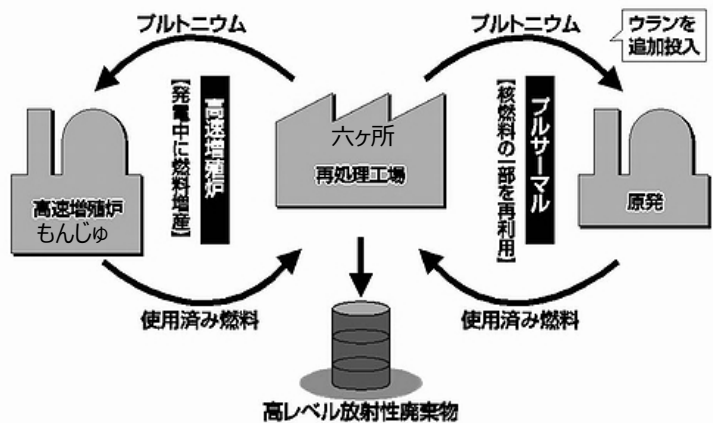 プルトニウム
プルトニウム
ウランを
追加投入
高速増殖炉
【発電中に燃料増産】
六ヶ所
再処理工場
プルサーマル
【核燃料の一部を再利用】
高速増殖炉
もんじゅ
原発
使用済み燃料
使用済み燃料
高レベル放射性廃棄物